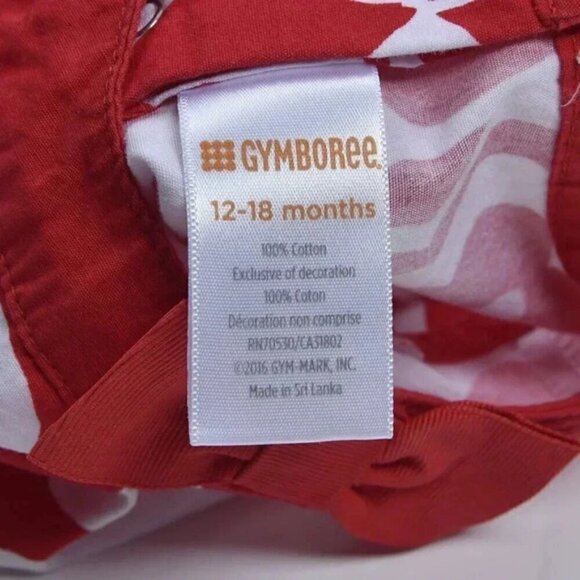 GYMBORee
12-18 months
100% Cotton
Exclusive of decoration
100% Coton
Décoration non comprise
RN70530/CA31802
©2016 GYM-MARK, INC.
Made in Sri Lanka